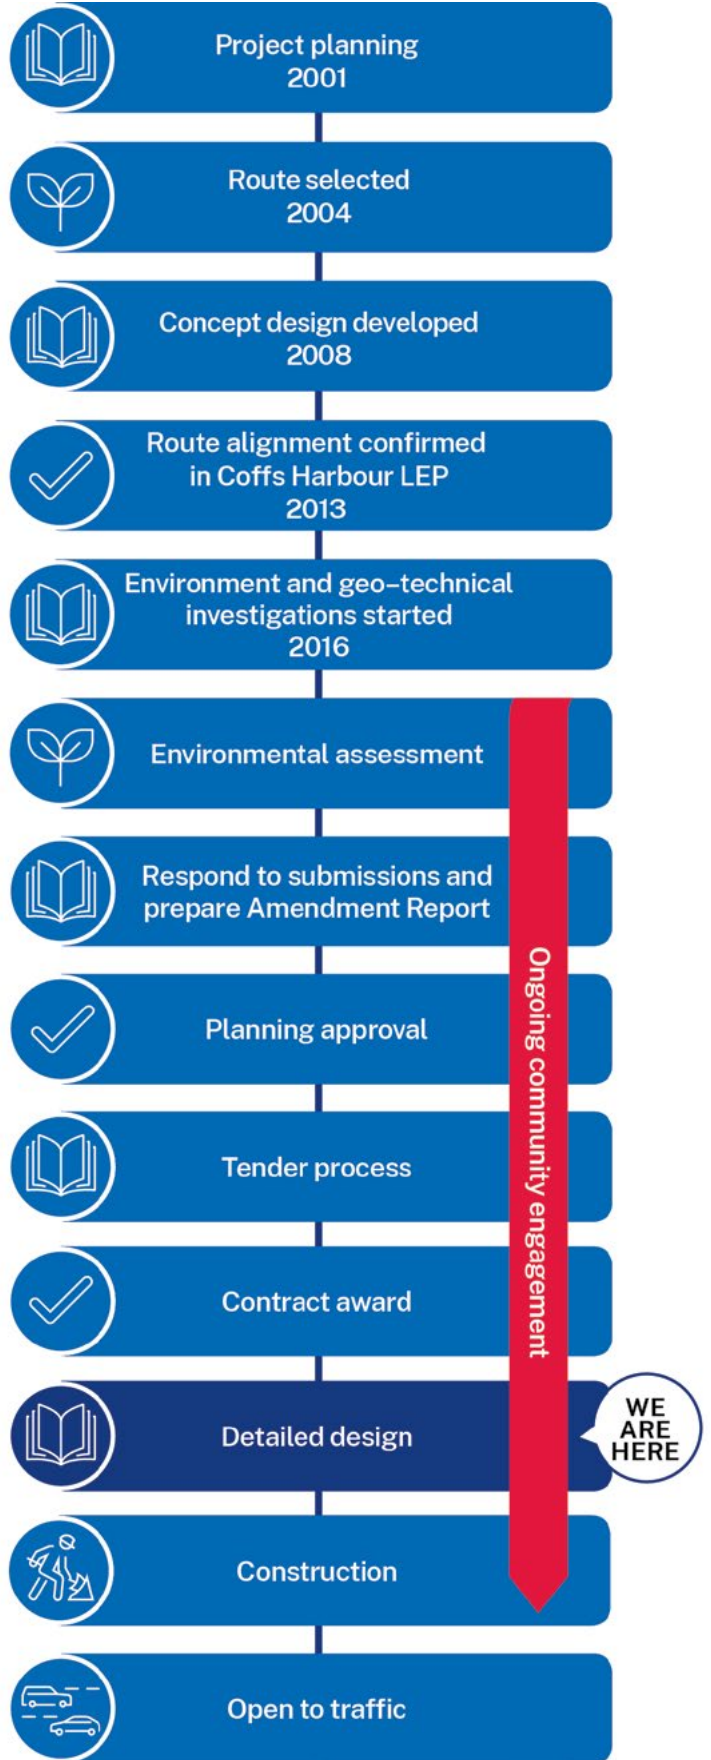 Project planning
2001
Route selected
2004
Concept design developed
2008
Route alignment confirmed
in Coffs Harbour LEP
2013
Environment and geo–technical
investigations started
2016
Environmental assessment
Respond to submissions and
prepare Amendment Report
Planning approval
Tender process
Contract award
Ongoing community engagement
Detailed design
WE
ARE
HERE
Construction
Open to traffic